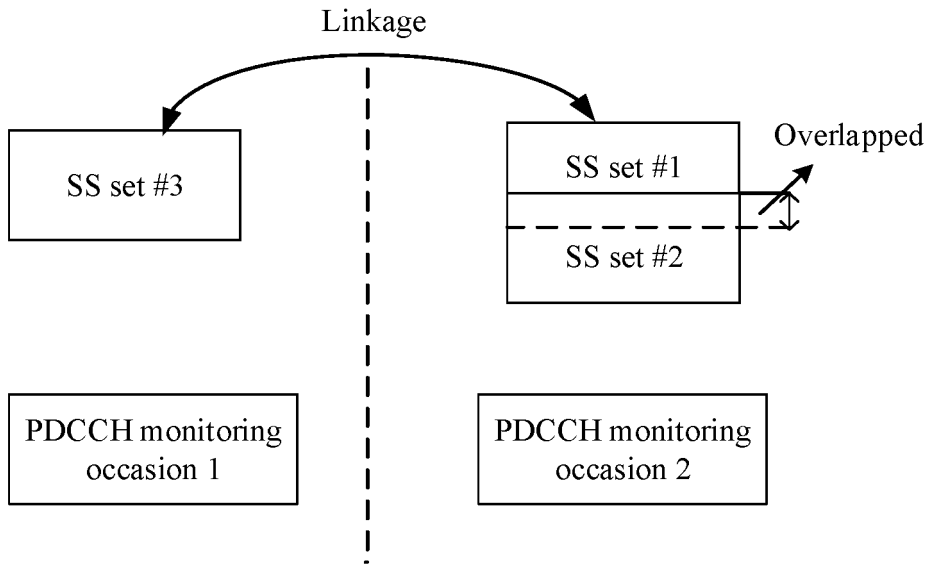 Linkage
Overlapped
SS set #3
SS set #1
SS set #2
PDCCH monitoring
occasion 1
PDCCH monitoring
occasion 2